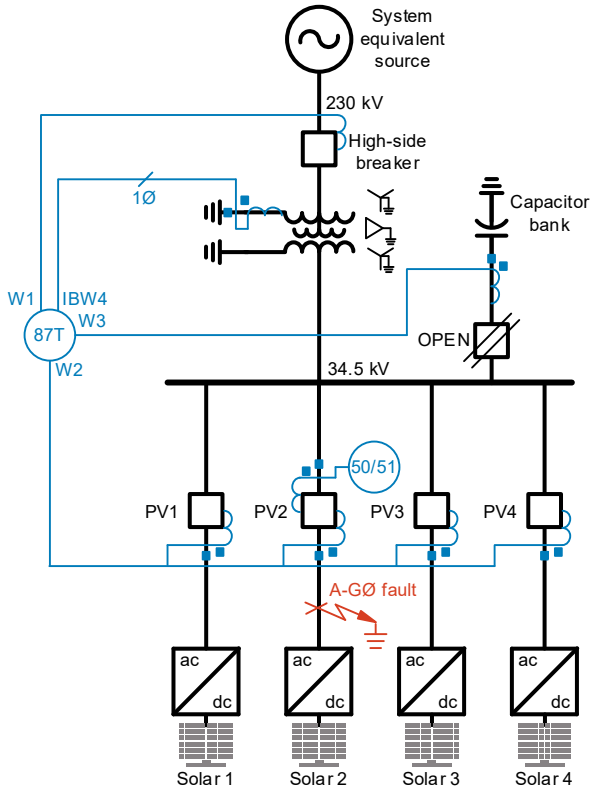 System
equivalent
source
230 kV
High-side
breaker
1Ø
Capacitor
bank
W1
IBW4
W3
87T
OPEN
W2
34.5 kV
50/51
PV1
PV2
PV3
PV4
A-GØ fault
ac
dc
ac
dc
ac
dc
ac
dc
Solar 1
Solar 2
Solar 3
Solar 4